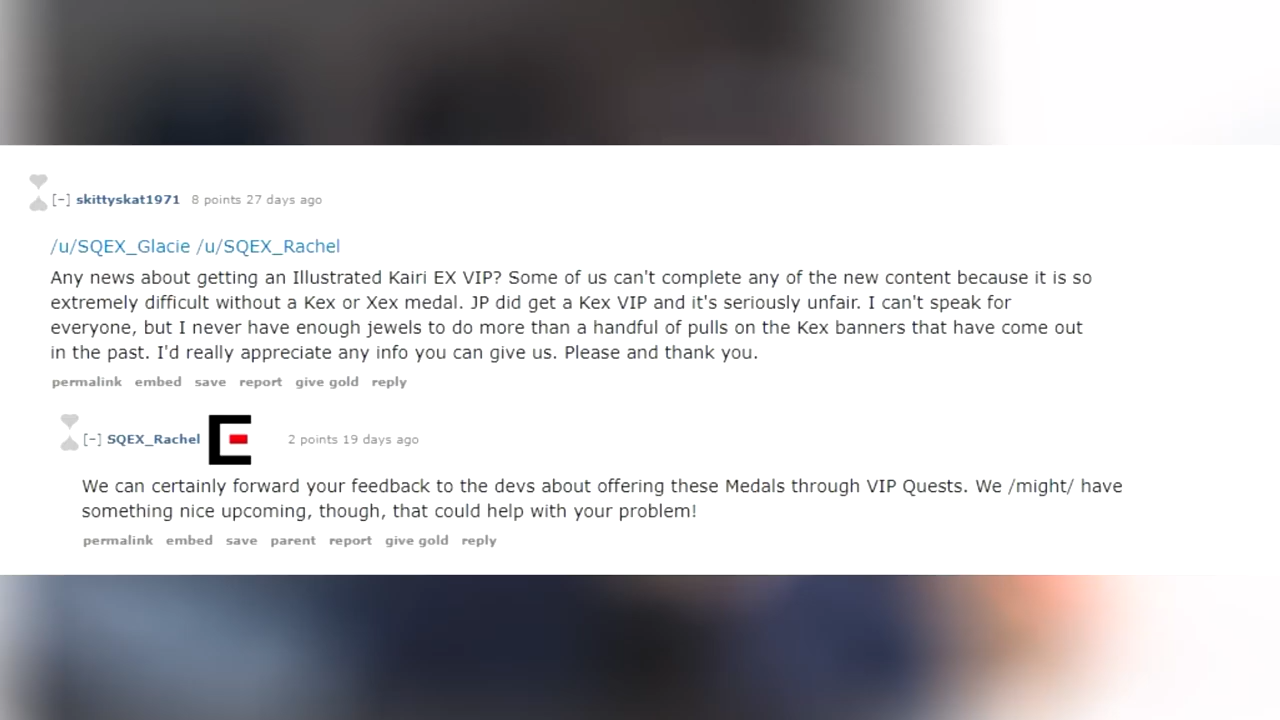 [-] skittyskat1971 8 points 27 days ago
/u/SQEX_Glacie /u/SQEX_Rachel
Any news about getting an Illustrated Kairi EX VIP? Some of us can't complete any of the new content because it is so
extremely difficult without a Kex or Xex medal. JP did get a Kex VIP and it's seriously unfair. I can't speak for
everyone, but I never have enough jewels to do more than a handful of pulls on the Kex banners that have come out
in the past. I'd really appreciate any info you can give us. Please and thank you.
permalink embed save report give gold reply
[-] SQEX_Rachel 2 points 19 days ago
We can certainly forward your feedback to the devs about offering these Medals through VIP Quests. We /might/ have
something nice upcoming, though, that could help with your problem!
permalink embed save parent report give gold reply